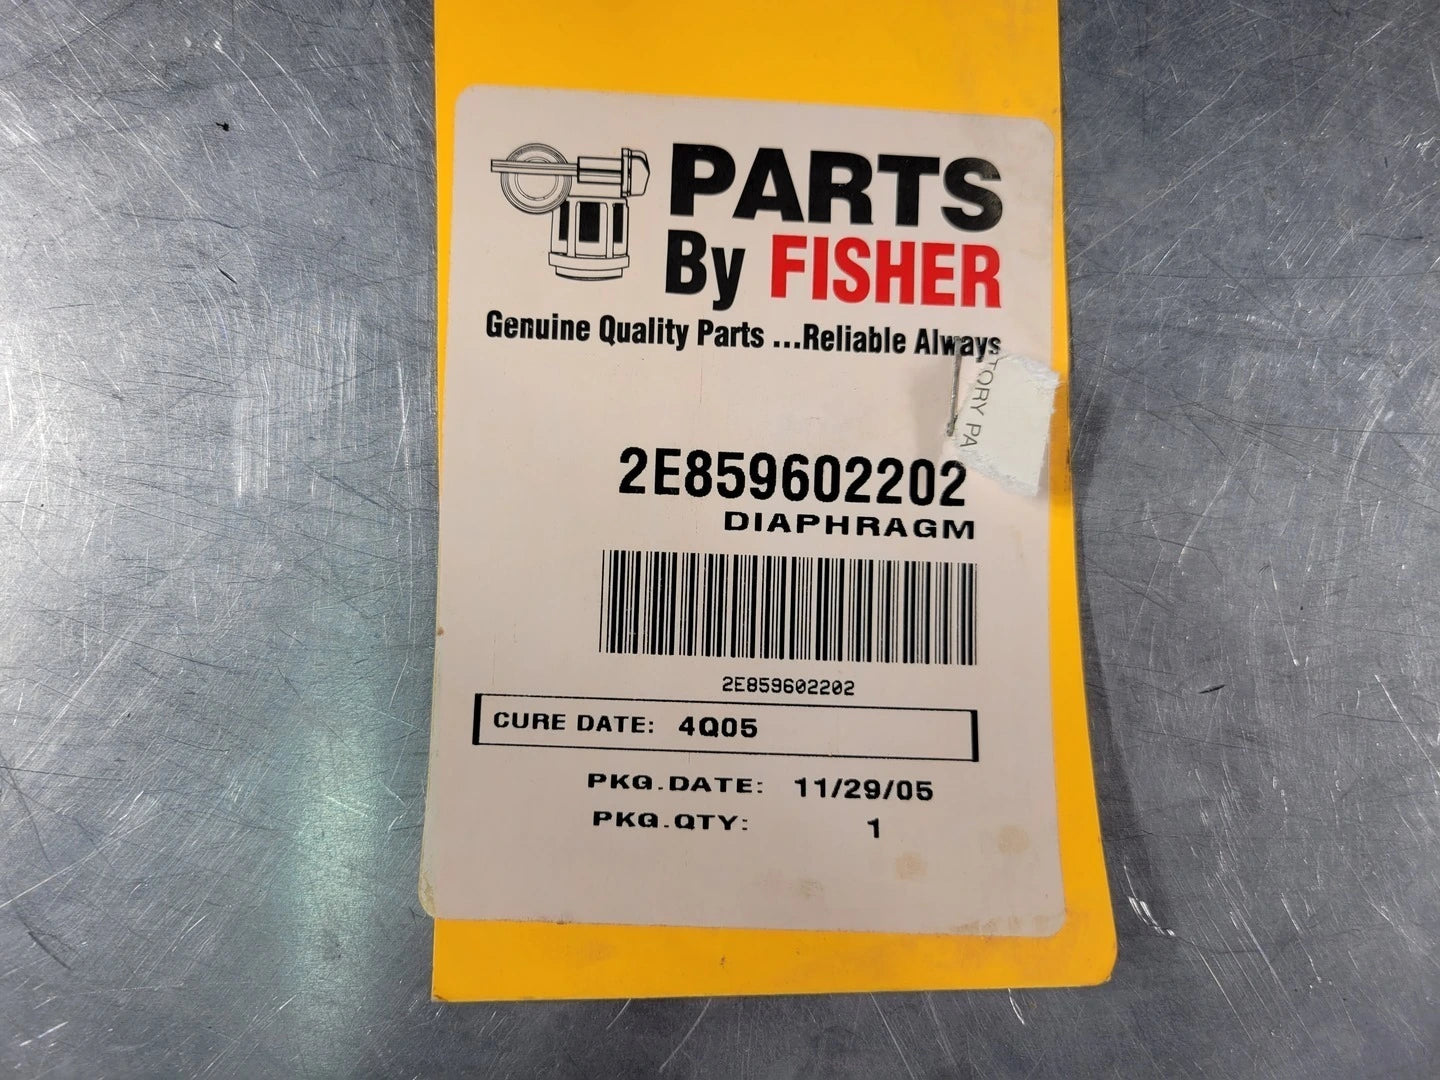 PARTS
By FISHER
Genuine Quality Parts ...Reliable Always
TORY PA
2E859602202
DIAPHRAGM
2E859602202
CURE DATE: 4Q05
PKG.DATE: 11/29/05
PKG.QTY: 1